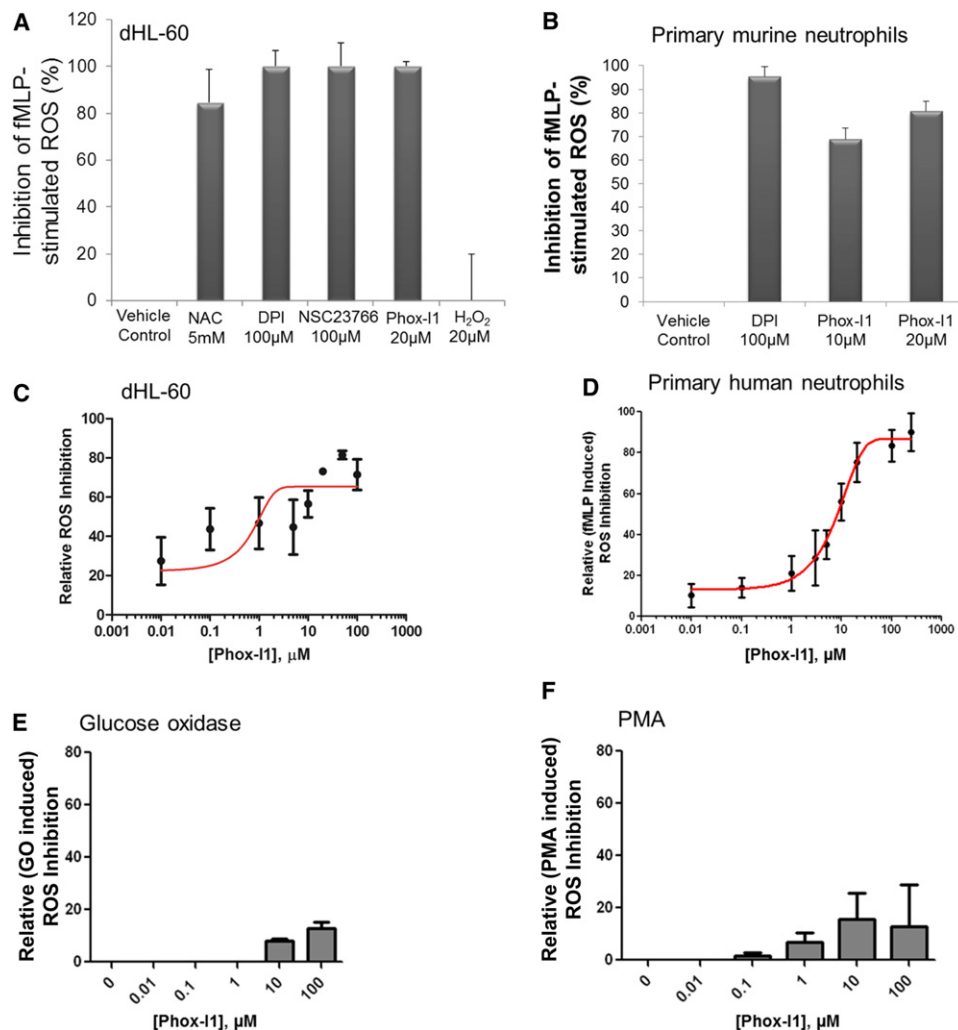 A
dHL-60
Inhibition of fMLP-
stimulated ROS (%)
120
100
80
60
40
20
0
Vehicle
Control
NAC
5mM
DPI
100µM
NSC23766
100µM
Phox-I1
20µM
H₂O₂
20µM
B
Primary murine neutrophils
Inhibition of fMLP-
stimulated ROS (%)
100
90
80
70
60
50
40
30
20
10
0
Vehicle
Control
DPI
100µM
Phox-I1
10µM
Phox-I1
20µM
C
dHL-60
Relative ROS Inhibition
100
80
60
40
20
0
0.001 0.01 0.1 1 10 100 1000
[Phox-I1], µM
D
Primary human neutrophils
Relative (fMLP Induced)
ROS Inhibition
100
80
60
40
20
0
0.001 0.01 0.1 1 10 100 1000
[Phox-I1], µM
E
Glucose oxidase
Relative (GO induced)
ROS Inhibition
80
60
40
20
0
0 0.01 0.1 1 10 100
[Phox-I1], µM
F
PMA
Relative (PMA induced)
ROS Inhibition
80
60
40
20
0
0 0.01 0.1 1 10 100
[Phox-I1], µM